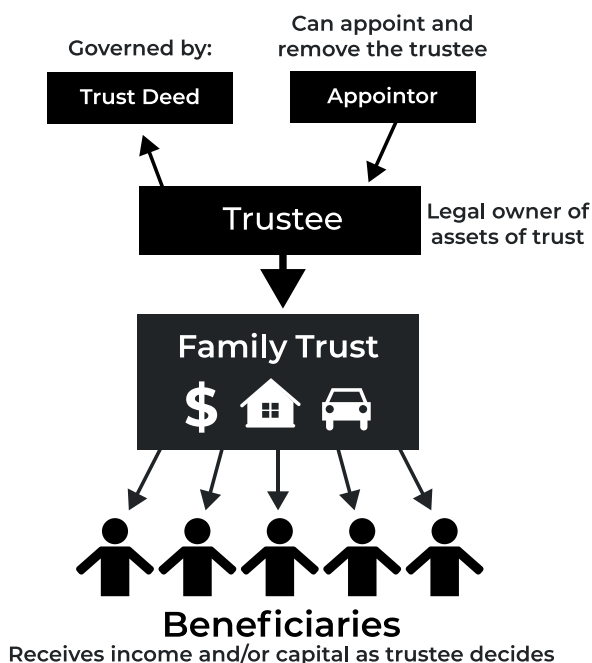 Governed by:
Trust Deed
Can appoint and
remove the trustee
Appointor
Trustee
Legal owner of
assets of trust
Family Trust
$
Beneficiaries
Receives income and/or capital as trustee decides